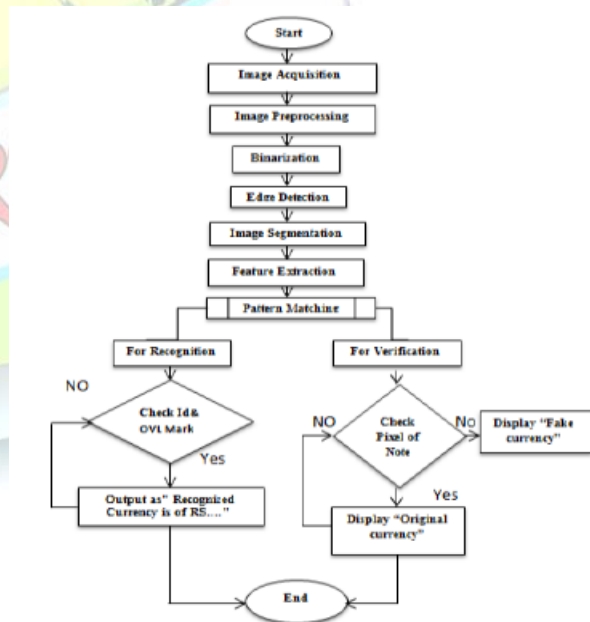 Start
Image Acquisition
Image Preprocessing
Binarization
Edge Detection
Image Segmentation
Feature Extraction
Pattern Matching
For Recognition
For Verification
NO
Check Id&
OVI. Mark
Yes
Output as" Recognized
Currency is of RS...."
NO
Check
Pixel of
Note
No
Display "Fake
currency"
Yes
Display "Original
currency"
End